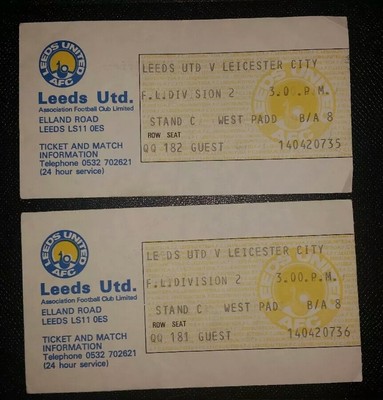 LEEDS UNITED
AFC
Leeds Utd.
Association Football Club Limited
ELLAND ROAD
LEEDS LS11 0ES
TICKET AND MATCH
INFORMATION
Telephone 0532 702621
(24 hour service)
LEEDS UTD V LEICESTER CITY
F.L.DIVISION 2 3.00.P.M.
STAND C WEST PADD B/A 8
ROW SEAT
QQ 182 GUEST 140420735
LEEDS UNITED
AFC
Leeds Utd.
Association Football Club Limited
ELLAND ROAD
LEEDS LS11 0ES
TICKET AND MATCH
INFORMATION
Telephone 0532 702621
(24 hour service)
LEEDS UTD V LEICESTER CITY
F.L.DIVISION 2 3.00.P.M.
STAND C WEST PAD B/A 8
ROW SEAT
QQ 181 GUEST 140420736